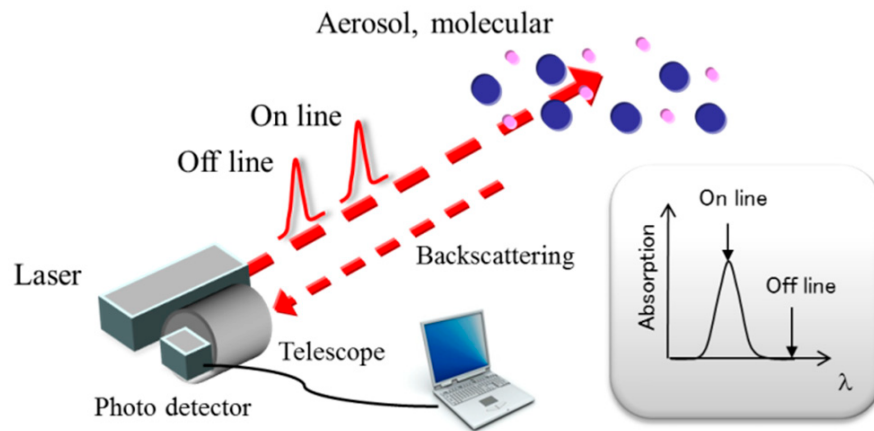 Aerosol, molecular
On line
Off line
Laser
Backscattering
Telescope
Photo detector
On line
Off line
Absorption
λ